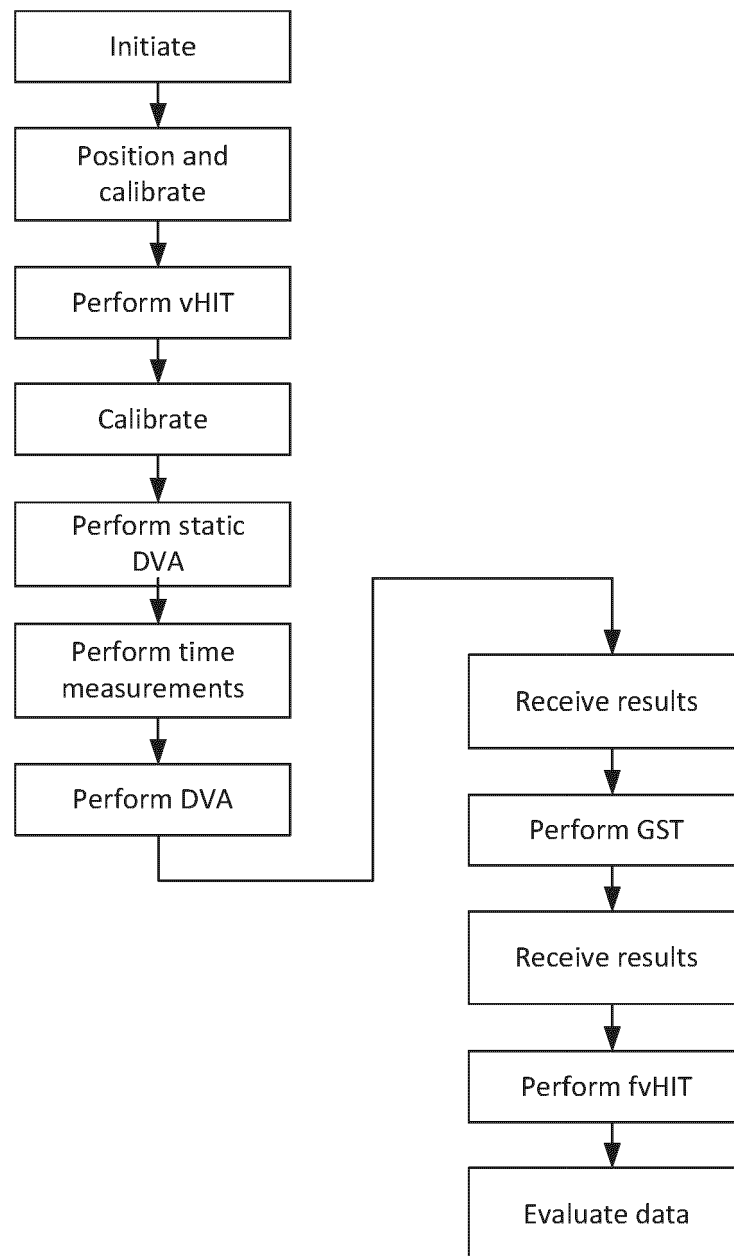 Initiate
Position and
calibrate
Perform vHIT
Calibrate
Perform static
DVA
Perform time
measurements
Perform DVA
Receive results
Perform GST
Receive results
Perform fvHIT
Evaluate data